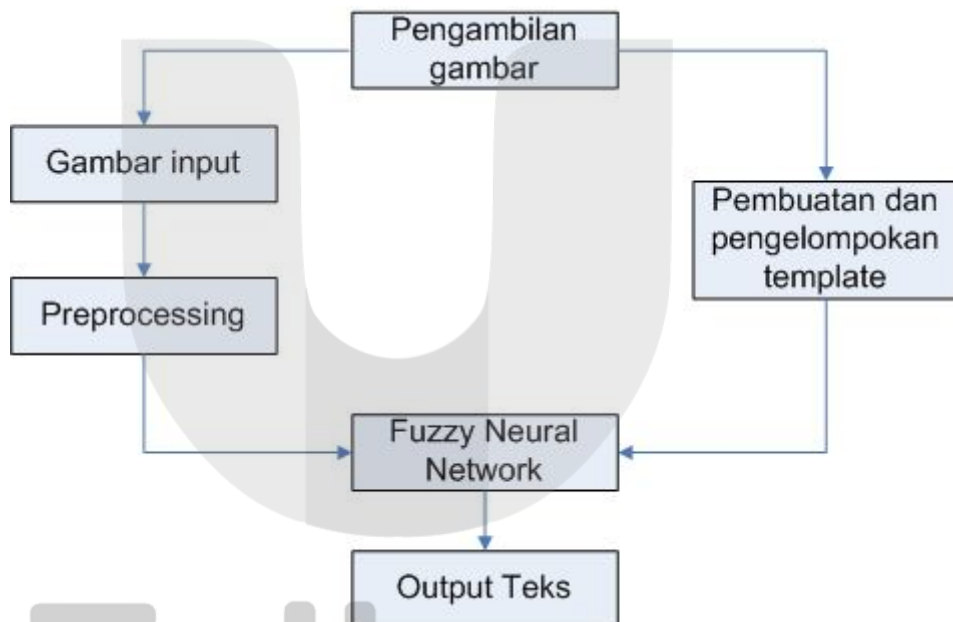 Pengambilan
gambar
Gambar input
Pembuatan dan
pengelompokan
template
Preprocessing
Fuzzy Neural
Network
Output Teks